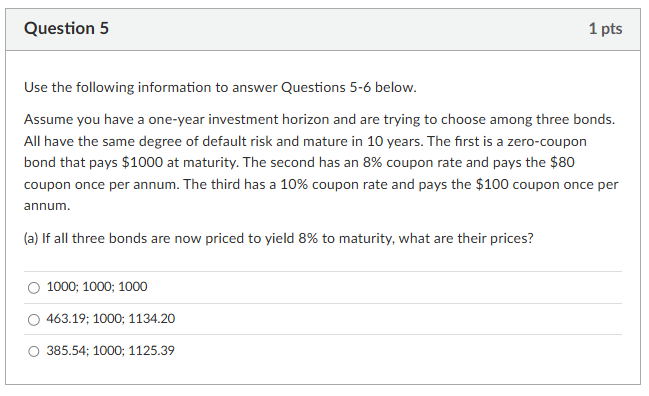 Question 5
1 pts
Use the following information to answer Questions 5-6 below.
Assume you have a one-year investment horizon and are trying to choose among three bonds.
All have the same degree of default risk and mature in 10 years. The first is a zero-coupon
bond that pays $1000 at maturity. The second has an 8% coupon rate and pays the $80
coupon once per annum. The third has a 10% coupon rate and pays the $100 coupon once per
annum.
(a) If all three bonds are now priced to yield 8% to maturity, what are their prices?
1000; 1000; 1000
463.19; 1000; 1134.20
385.54; 1000; 1125.39